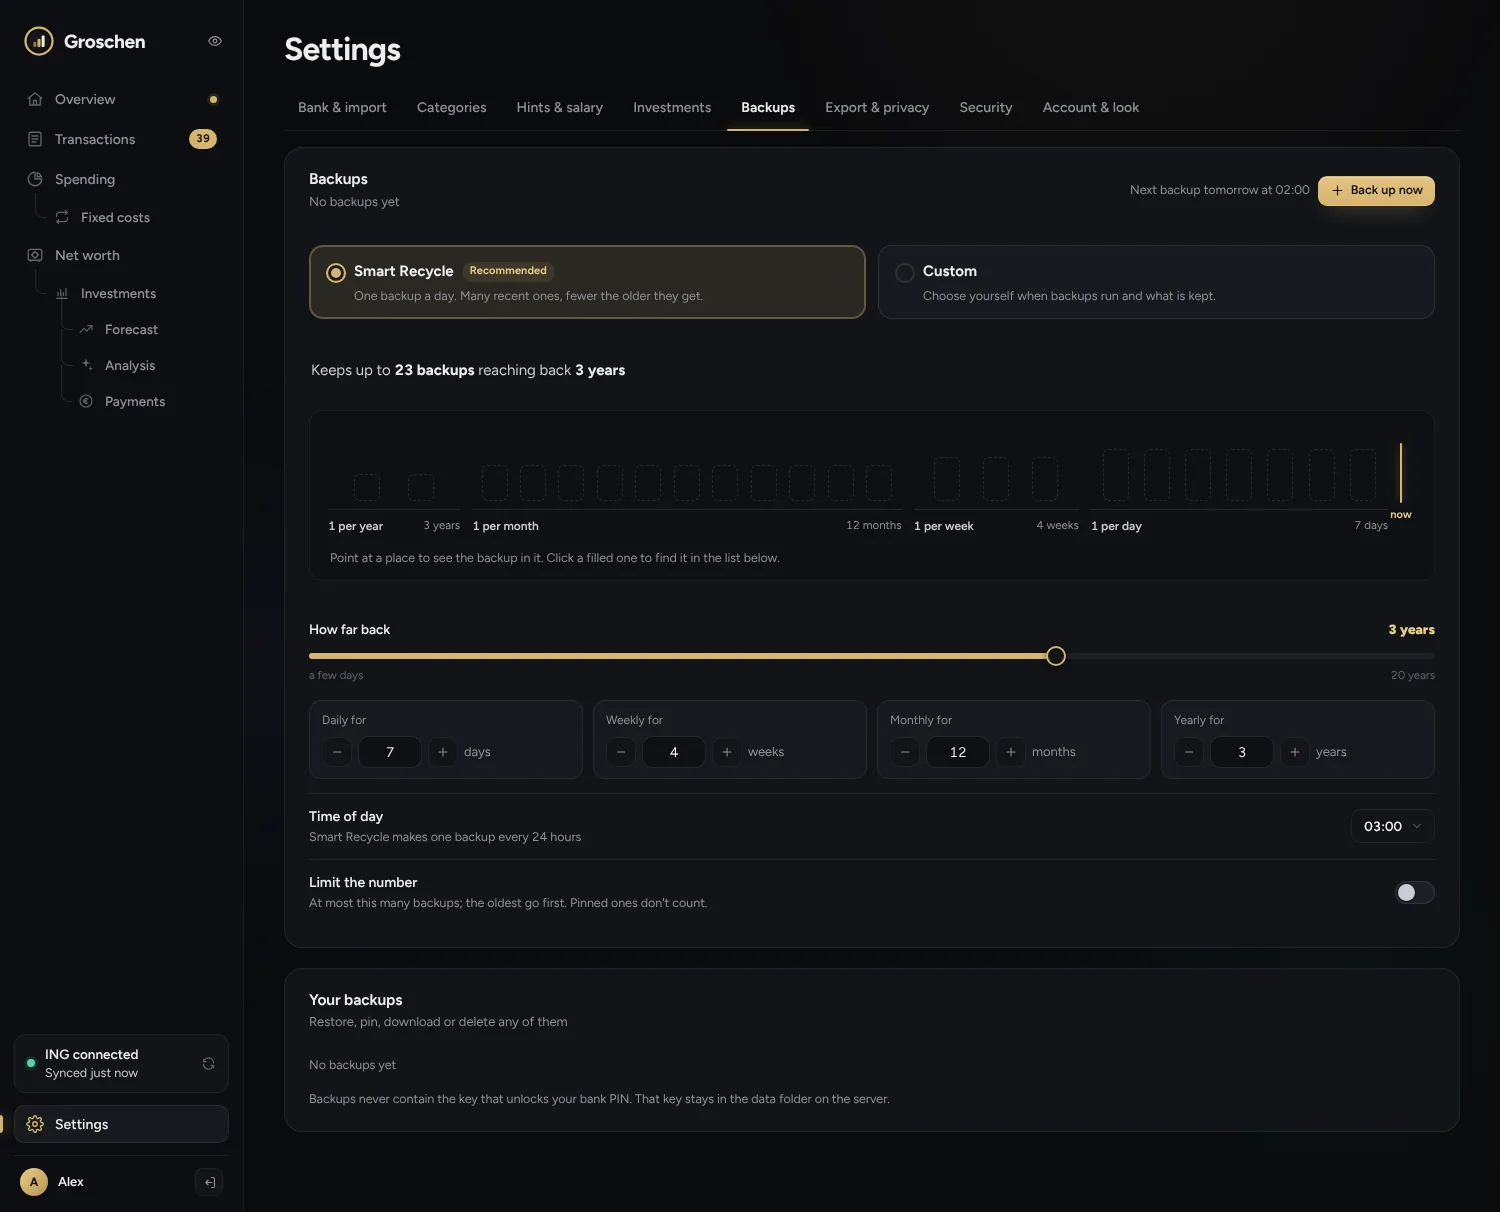 Groschen
Overview
Transactions 39
Spending
Fixed costs
Net worth
Investments
Forecast
Analysis
Payments
ING connected
Synced just now
Settings
A Alex
Settings
Bank & import Categories Hints & salary Investments Backups Export & privacy Security Account & look
Backups
No backups yet
Next backup tomorrow at 02:00 + Back up now
Smart Recycle Recommended
One backup a day. Many recent ones, fewer the older they get.
Custom
Choose yourself when backups run and what is kept.
Keeps up to 23 backups reaching back 3 years
now
1 per year 3 years 1 per month 12 months 1 per week 4 weeks 1 per day 7 days
Point at a place to see the backup in it. Click a filled one to find it in the list below.
How far back 3 years
a few days 20 years
Daily for
− 7 + days
Weekly for
− 4 + weeks
Monthly for
− 12 + months
Yearly for
− 3 + years
Time of day
Smart Recycle makes one backup every 24 hours
03:00
Limit the number
At most this many backups; the oldest go first. Pinned ones don't count.
Your backups
Restore, pin, download or delete any of them
No backups yet
Backups never contain the key that unlocks your bank PIN. That key stays in the data folder on the server.